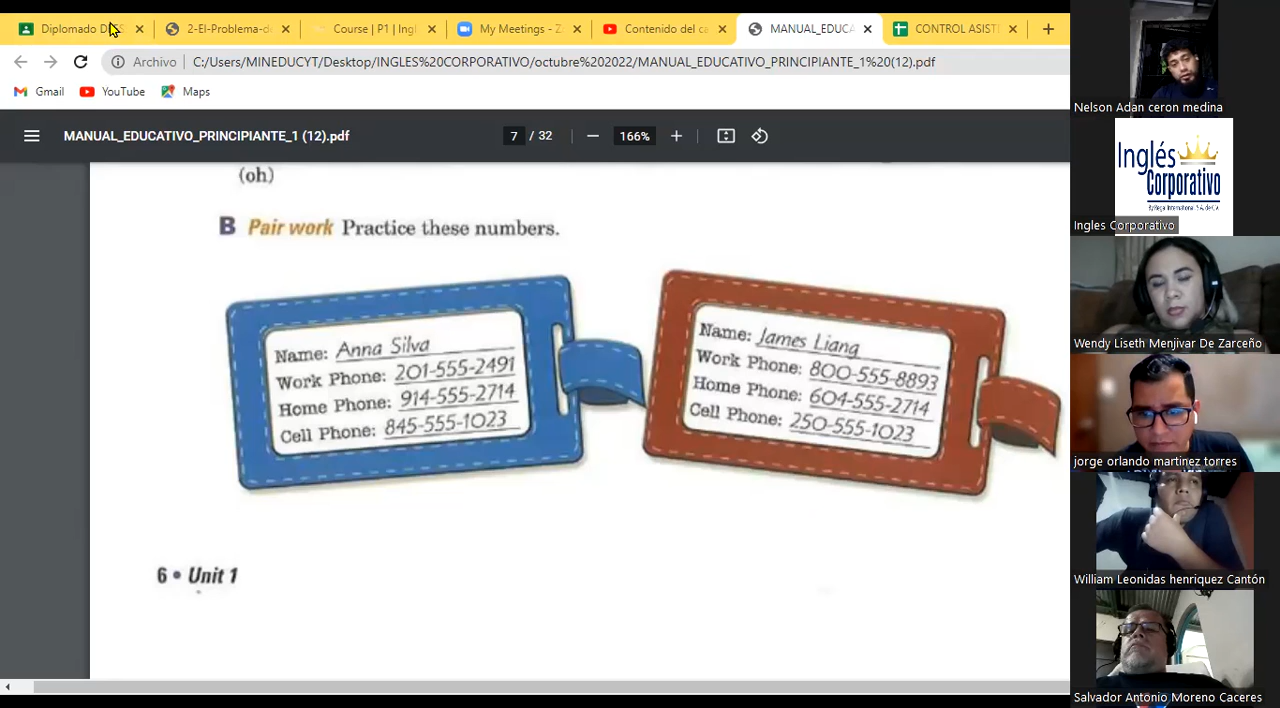 Diplomado D
2-El-Problema-d
Course | P1 | Ingl
My Meetings - Z
Contenido del ca
MANUAL_EDUCA
CONTROL ASISTI
Archivo
C:/Users/MINEDUCYT/Desktop/INGLES%20CORPORATIVO/octubre%202022/MANUAL_EDUCATIVO_PRINCIPIANTE_1%20(12).pdf
Gmail
YouTube
Maps
MANUAL_EDUCATIVO_PRINCIPIANTE_1 (12).pdf
7 / 32
166%
(oh)
B Pair work Practice these numbers.
Name: Anna Silva
Work Phone: 201-555-2491
Home Phone: 914-555-2714
Cell Phone: 845-555-1023
Name: James Liang
Work Phone: 800-555-8893
Home Phone: 604-555-2714
Cell Phone: 250-555-1023
6 • Unit 1
Nelson Adan ceron medina
Inglés
Corporativo
Ingles Corporativo
Wendy Liseth Menjivar De Zarceño
jorge orlando martinez torres
William Leonidas henriquez Cantón
Salvador Antonio Moreno Caceres